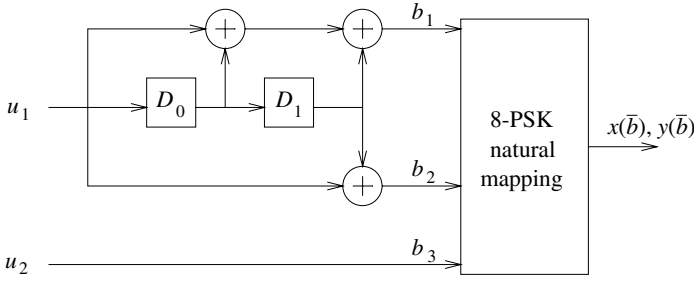 b₁
u₁
D₀
D₁
8-PSK
natural
mapping
x(b̄), y(b̄)
b₂
b₃
u₂